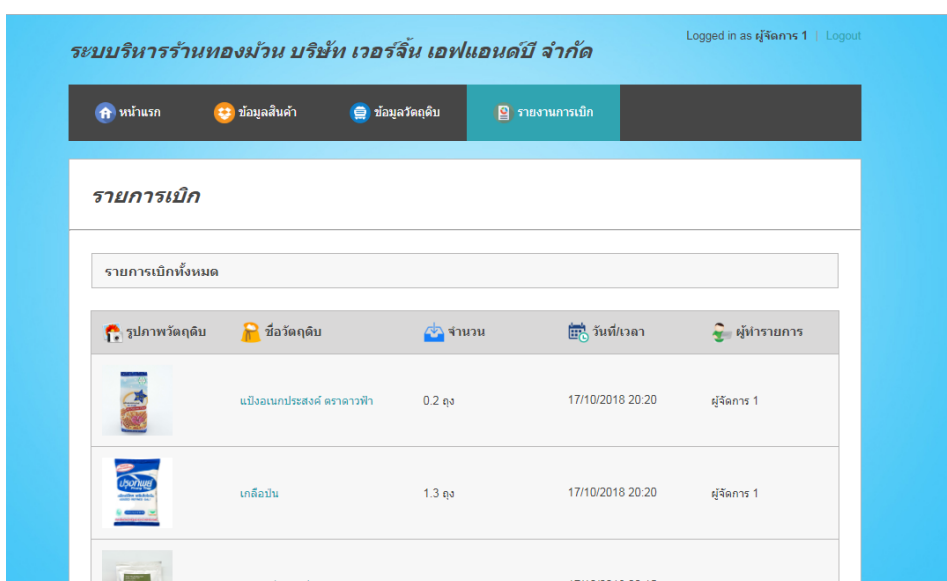 ระบบริหารร้านทองม้วน บริษัท เวอร์จิ้น เอฟแอนด์บี จำกัด
Logged in as ผู้จัดการ 1 | Logout
หน้าแรก ข้อมูลสินค้า ข้อมูลวัตถุดิบ รายงานการเบิก
รายการเบิก
รายการเบิกทั้งหมด
รูปภาพวัตถุดิบ ชื่อวัตถุดิบ จำนวน วันที่/เวลา ผู้ทำรายการ
แป้งอเนกประสงค์ ตราดาวฟ้า 0.2 ถุง 17/10/2018 20:20 ผู้จัดการ 1
ปรุงทิพย์
เกลือป่น 1.3 ถุง 17/10/2018 20:20 ผู้จัดการ 1